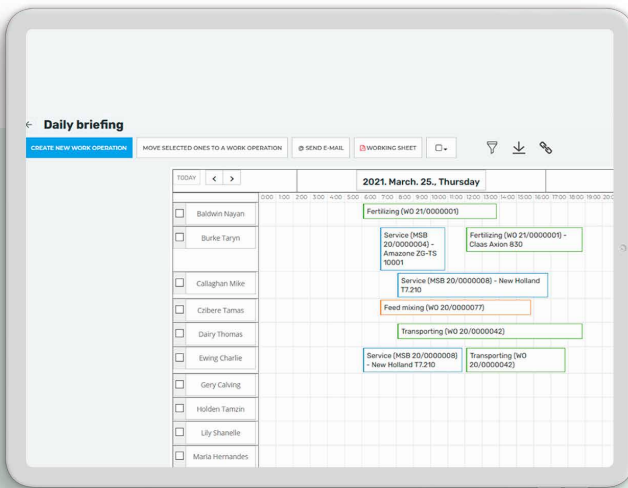 ← Daily briefing
CREATE NEW WORK OPERATION
MOVE SELECTED ONES TO A WORK OPERATION
@ SEND E-MAIL
WORKING SHEET
TODAY < >
2021. March. 25., Thursday
0:00 1:00 2:00 3:00 4:00 5:00 6:00 7:00 8:00 9:00 10:00 11:00 12:00 13:00 14:00 15:00 16:00 17:00 18:00 19:00
Baldwin Nayan
Fertilizing (WO 21/0000001)
Burke Taryn
Service (MSB
20/0000004) -
Amazone ZG-TS
10001
Fertilizing (WO 21/0000001) -
Claas Axion 830
Callaghan Mike
Service (MSB 20/0000008) - New Holland
T7.210
Czibere Tamas
Feed mixing (WO 20/0000077)
Dairy Thomas
Transporting (WO 20/0000042)
Ewing Charlie
Service (MSB 20/0000008)
- New Holland T7.210
Transporting (WO
20/0000042)
Gery Calving
Holden Tamzin
Lily Shanelle
Maria Hernandes